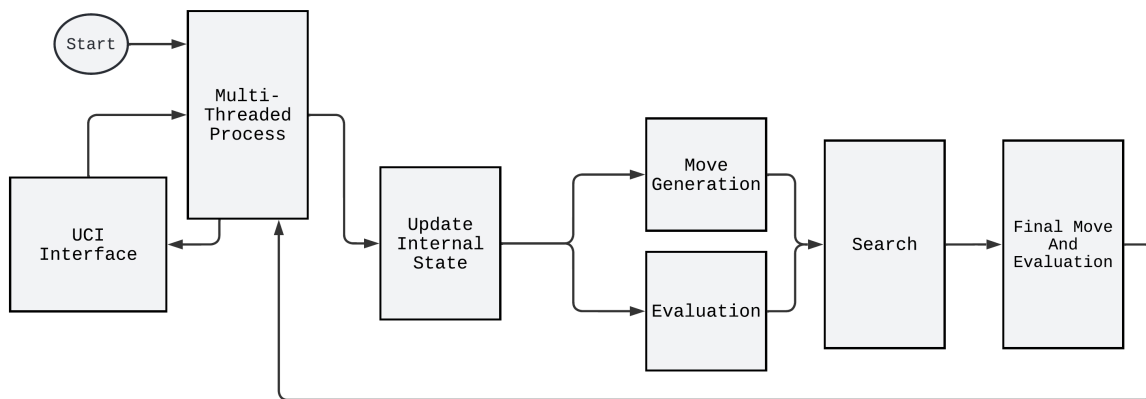 Start
Multi-
Threaded
Process
UCI
Interface
Update
Internal
State
Move
Generation
Evaluation
Search
Final Move
And
Evaluation